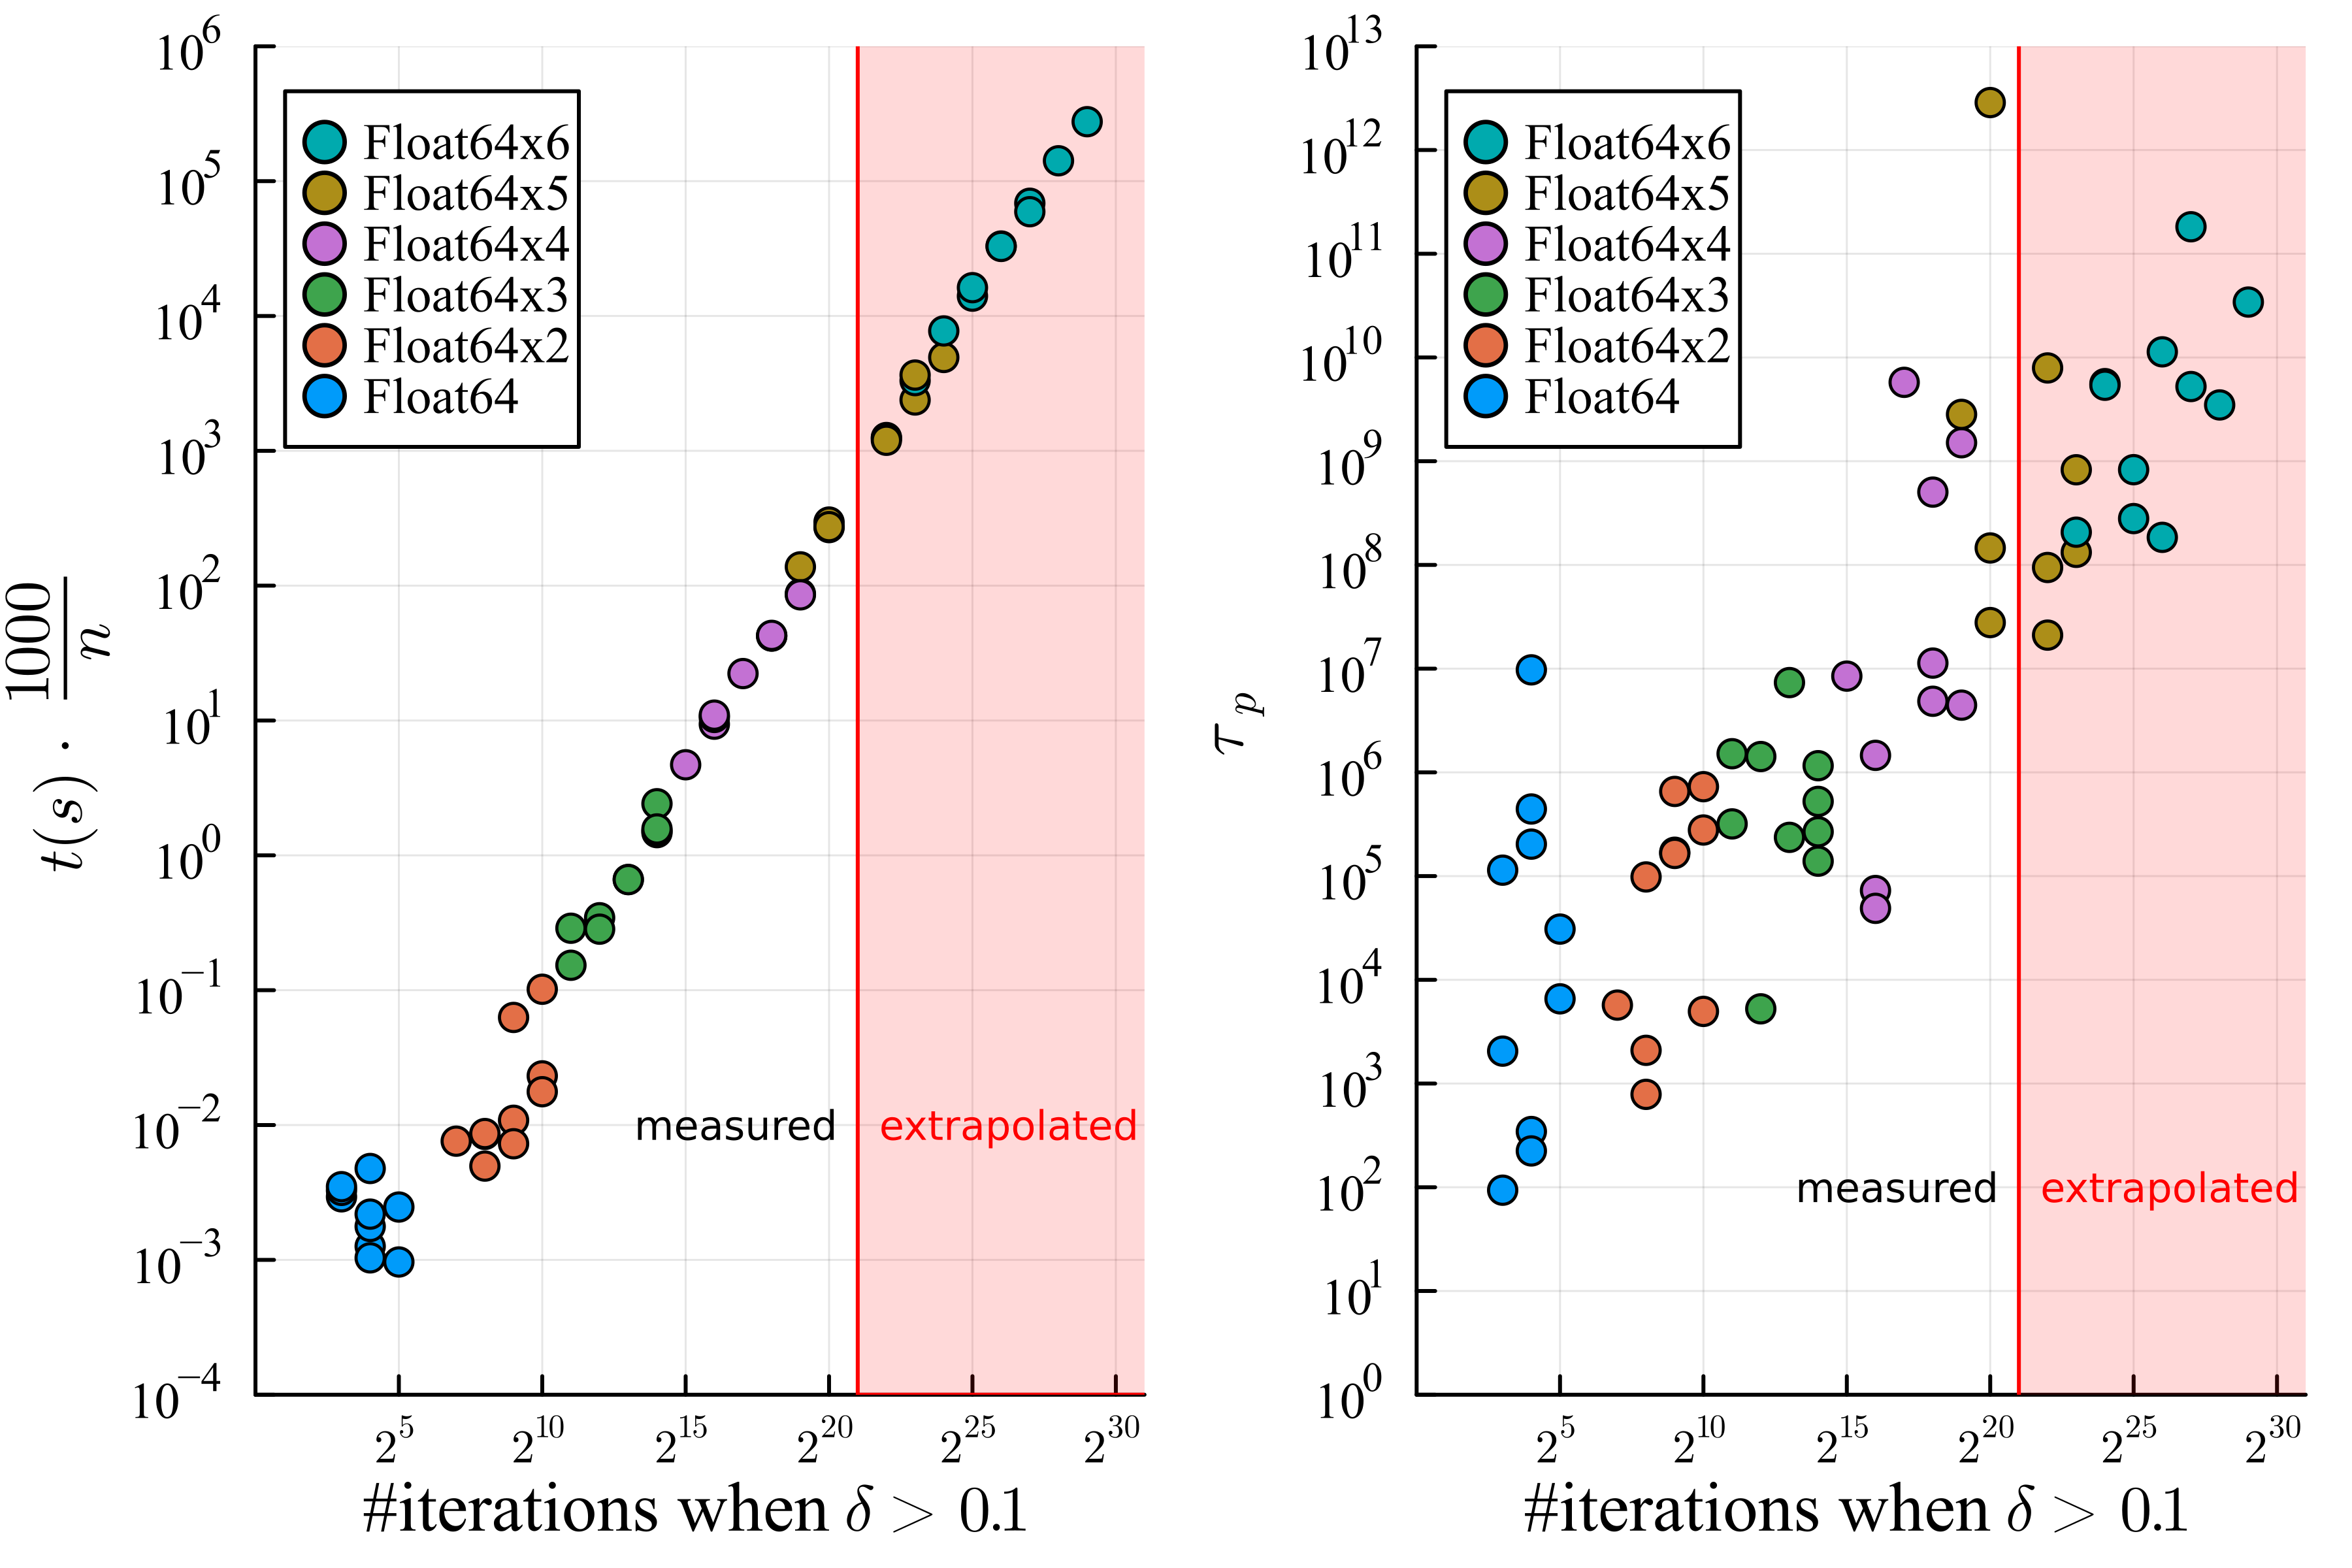 t(s) · 1000/n
10^6
10^5
10^4
10^3
10^2
10^1
10^0
10^−1
10^−2
10^−3
10^−4
Float64x6
Float64x5
Float64x4
Float64x3
Float64x2
Float64
measured
extrapolated
2^5
2^10
2^15
2^20
2^25
2^30
#iterations when δ > 0.1
τ_p
10^13
10^12
10^11
10^10
10^9
10^8
10^7
10^6
10^5
10^4
10^3
10^2
10^1
10^0
Float64x6
Float64x5
Float64x4
Float64x3
Float64x2
Float64
measured
extrapolated
2^5
2^10
2^15
2^20
2^25
2^30
#iterations when δ > 0.1